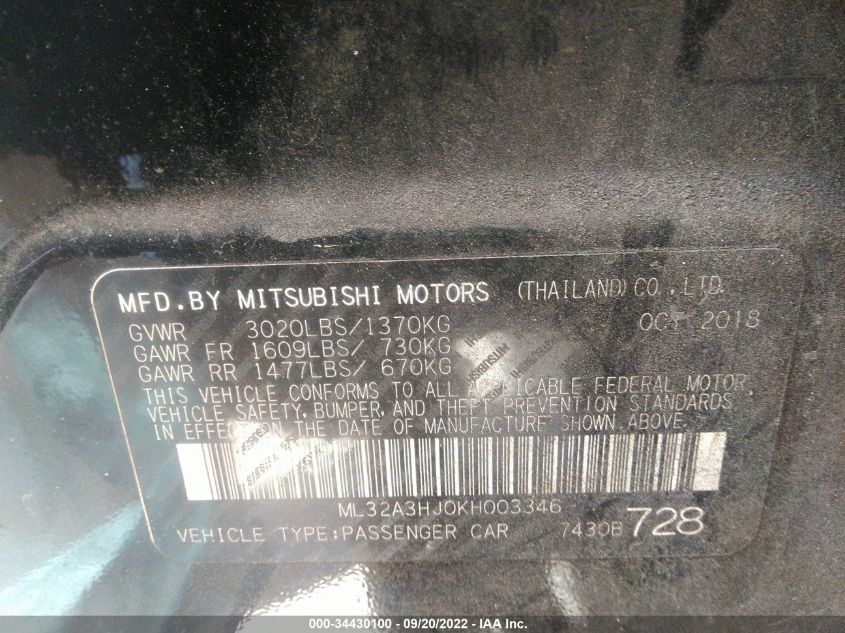 MFD.BY MITSUBISHI MOTORS (THAILAND) CO.,LTD.
GVWR 3020LBS/1370KG OCT 2018
GAWR FR 1609LBS/ 730KG
GAWR RR 1477LBS/ 670KG
THIS VEHICLE CONFORMS TO ALL APPLICABLE FEDERAL MOTOR
VEHICLE SAFETY, BUMPER, AND THEFT PREVENTION STANDARDS
IN EFFECT ON THE DATE OF MANUFACTURE SHOWN ABOVE.
ML32A3HJ0KH003346
VEHICLE TYPE:PASSENGER CAR 7430B 728
000-34430100 - 09/20/2022 - IAA Inc.